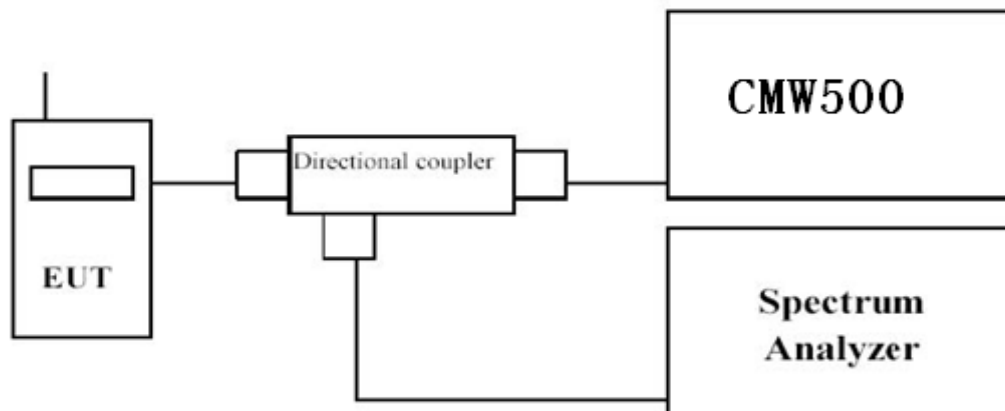 CMW500
Directional coupler
EUT
Spectrum
Analyzer